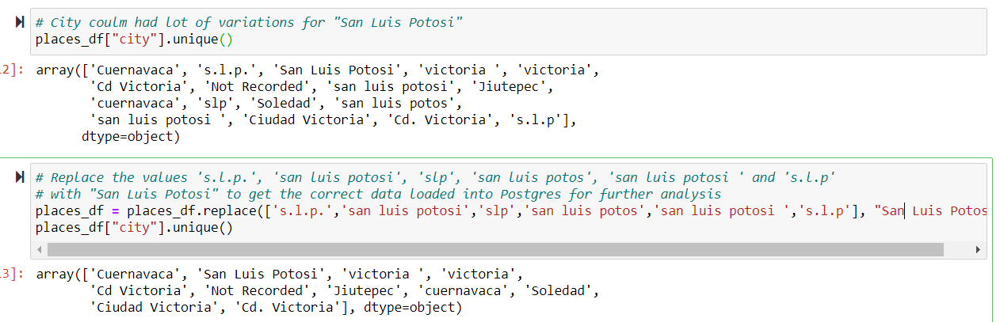 # City coulm had lot of variations for "San Luis Potosi"
places_df["city"].unique()
2]: array(['Cuernavaca', 's.l.p.', 'San Luis Potosi', 'victoria ', 'victoria',
'Cd Victoria', 'Not Recorded', 'san luis potosi', 'Jiutepec',
'cuernavaca', 'slp', 'Soledad', 'san luis potos',
'san luis potosi ', 'Ciudad Victoria', 'Cd. Victoria', 's.l.p'],
dtype=object)
# Replace the values 's.l.p.', 'san luis potosi', 'slp', 'san luis potos', 'san luis potosi ' and 's.l.p'
# with "San Luis Potosi" to get the correct data loaded into Postgres for further analysis
places_df = places_df.replace(['s.l.p.','san luis potosi','slp','san luis potos','san luis potosi ','s.l.p'], "San Luis Potos
places_df["city"].unique()
3]: array(['Cuernavaca', 'San Luis Potosi', 'victoria ', 'victoria',
'Cd Victoria', 'Not Recorded', 'Jiutepec', 'cuernavaca', 'Soledad',
'Ciudad Victoria', 'Cd. Victoria'], dtype=object)